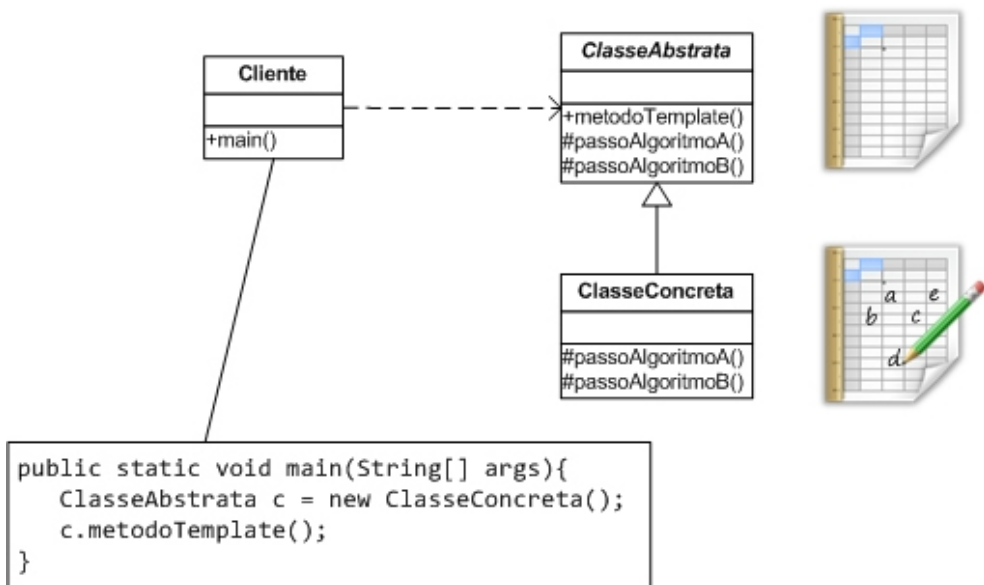 Cliente
+main()
ClasseAbstrata
+metodoTemplate()
#passoAlgoritmoA()
#passoAlgoritmoB()
ClasseConcreta
#passoAlgoritmoA()
#passoAlgoritmoB()
a e
b c
d
public static void main(String[] args){
ClasseAbstrata c = new ClasseConcreta();
c.metodoTemplate();
}